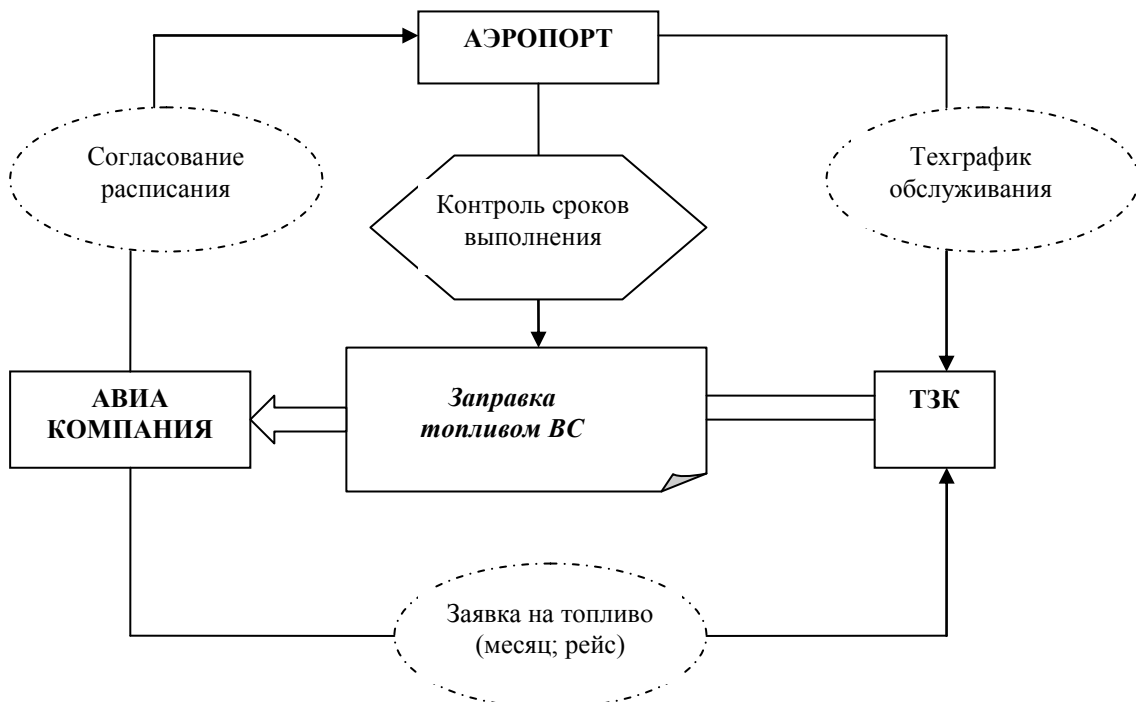 АЭРОПОРТ
Согласование
расписания
Контроль сроков
выполнения
Техграфик
обслуживания
АВИА
КОМПАНИЯ
Заправка
топливом ВС
ТЗК
Заявка на топливо
(месяц; рейс)